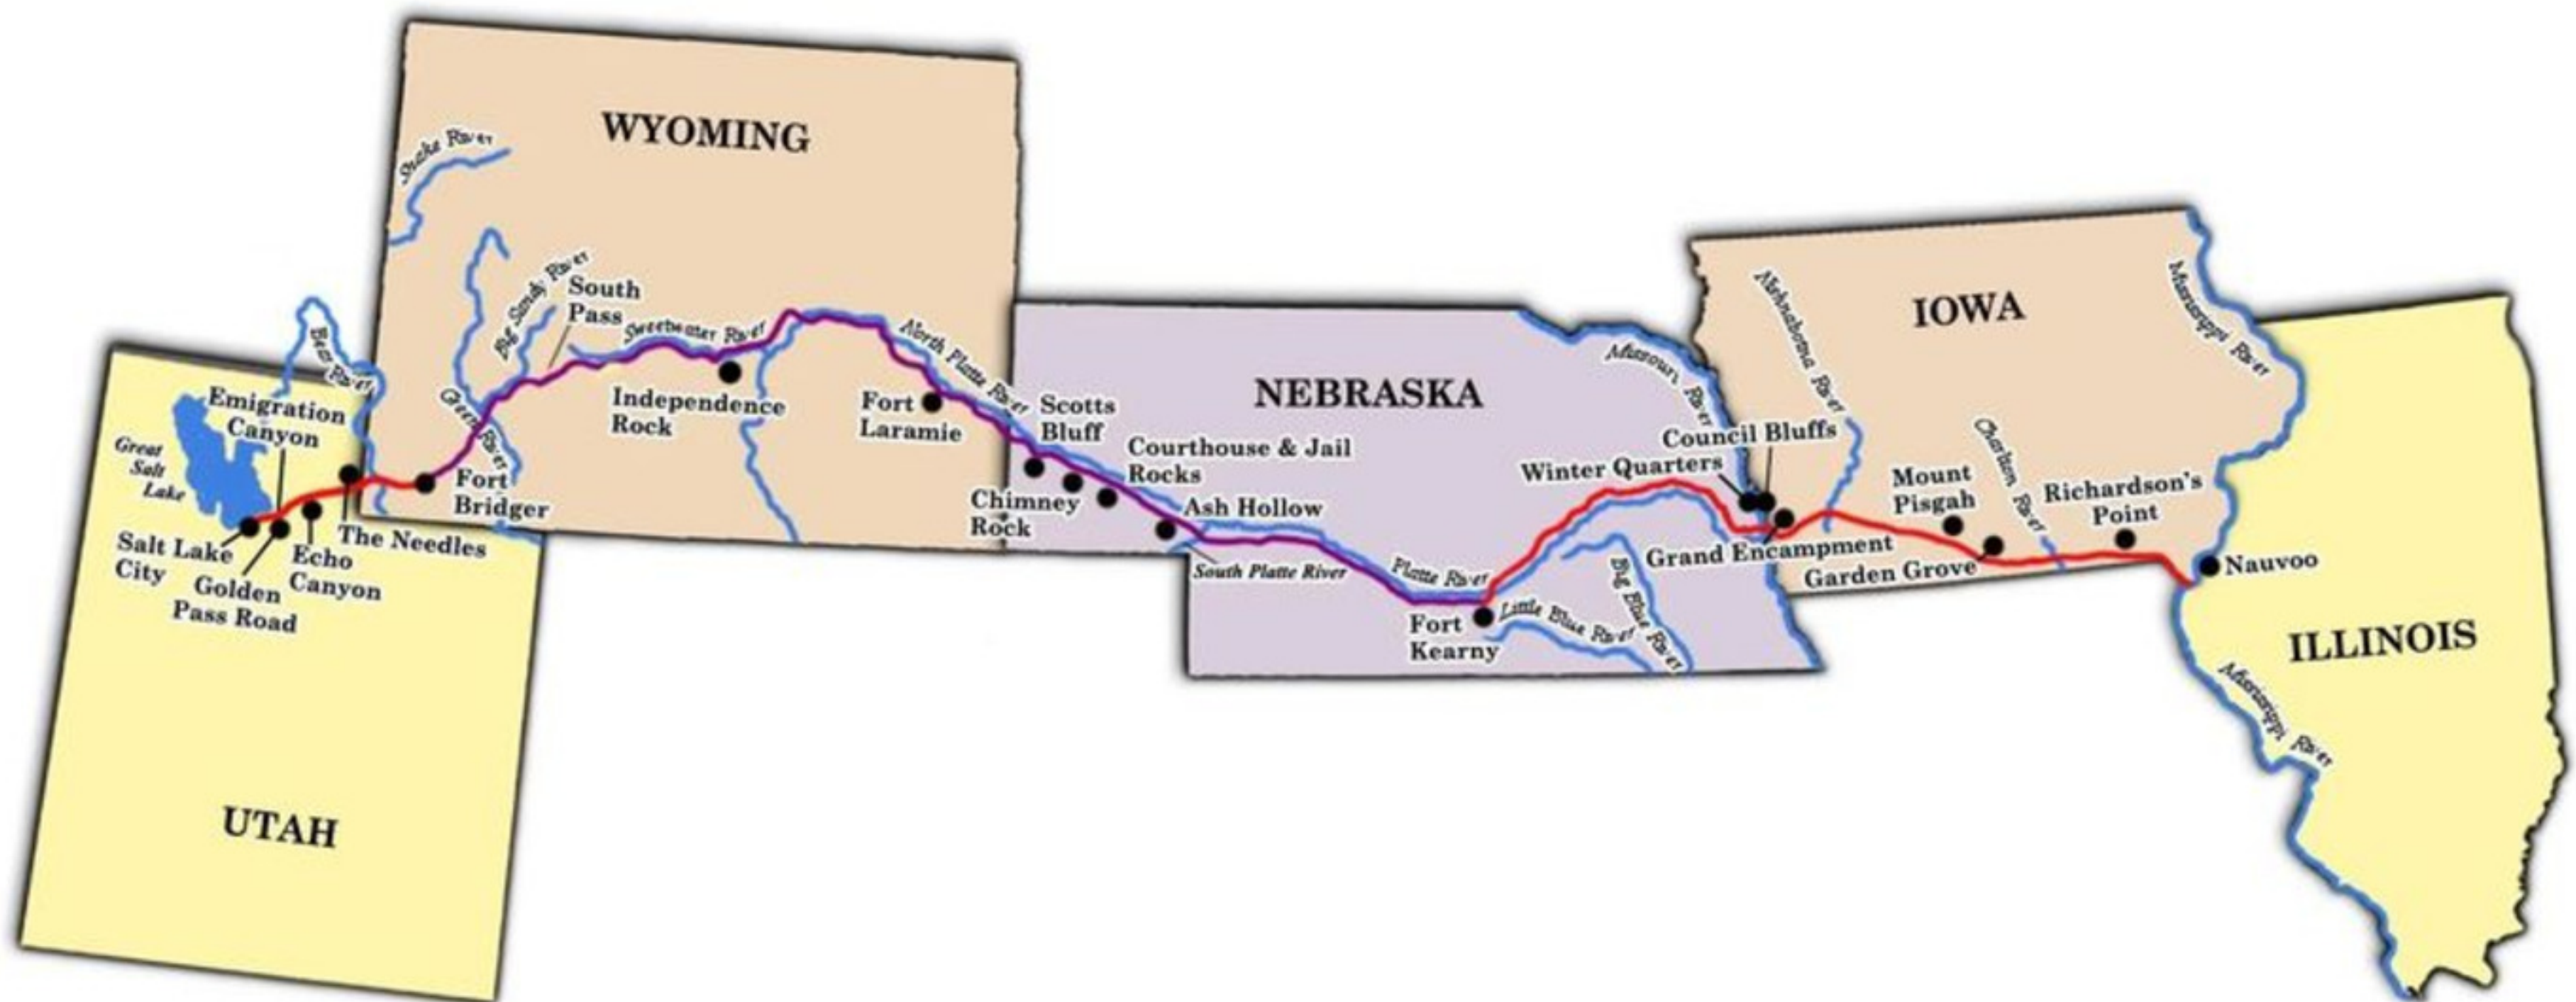 WYOMING
Snake River
Big Sandy River
South
Pass
Sweetwater River
North Platte River
Green River
Independence
Rock
Fort
Laramie
Fort
Bridger
Bear
River
Emigration
Canyon
Great
Salt
Lake
Salt Lake
City
Golden
Pass Road
Echo
Canyon
The Needles
UTAH
NEBRASKA
Scotts
Bluff
Courthouse & Jail
Rocks
Chimney
Rock
Ash Hollow
South Platte River
Platte River
Fort
Kearny
Little Blue River
Big Blue River
Missouri River
Winter Quarters
Council Bluffs
Grand Encampment
IOWA
Nishnabotna River
Mount
Pisgah
Garden Grove
Chariton River
Richardson's
Point
Mississippi River
Nauvoo
ILLINOIS
Mississippi River